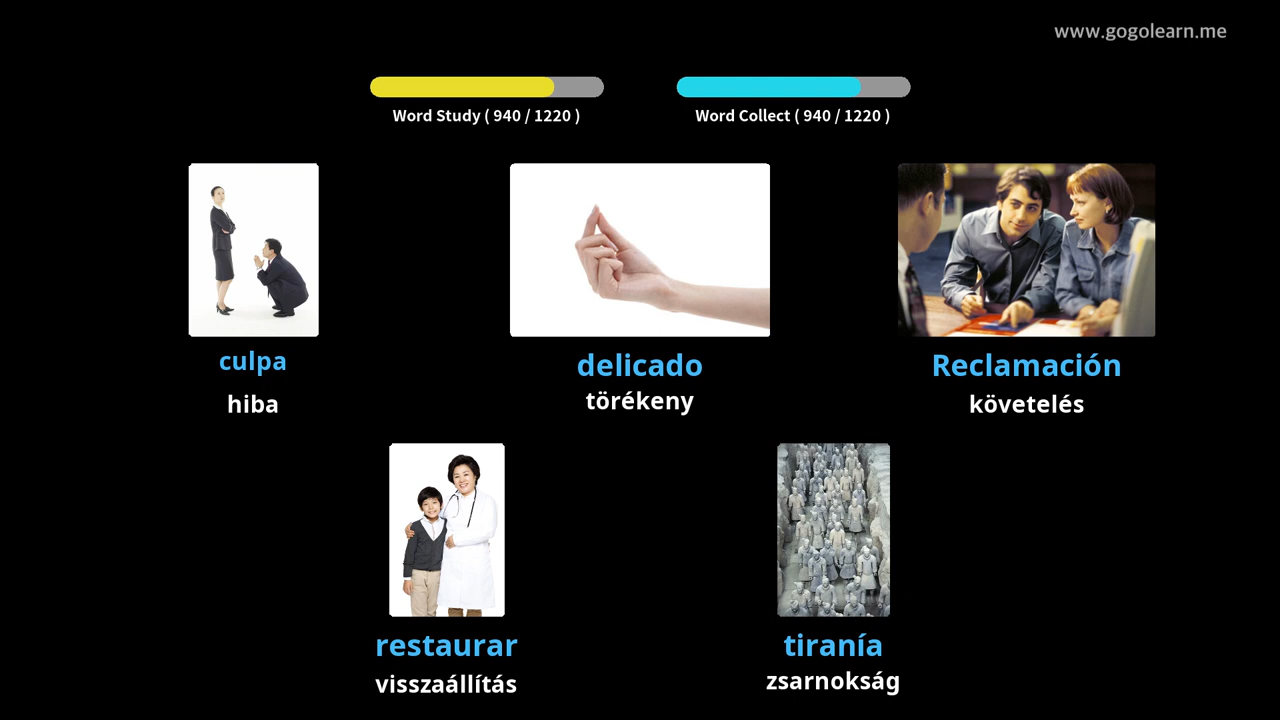 www.gogolearn.me
Word Study ( 940 / 1220 )
Word Collect ( 940 / 1220 )
culpa
hiba
delicado
törékeny
Reclamación
követelés
restaurar
visszaállítás
tiranía
zsarnokság